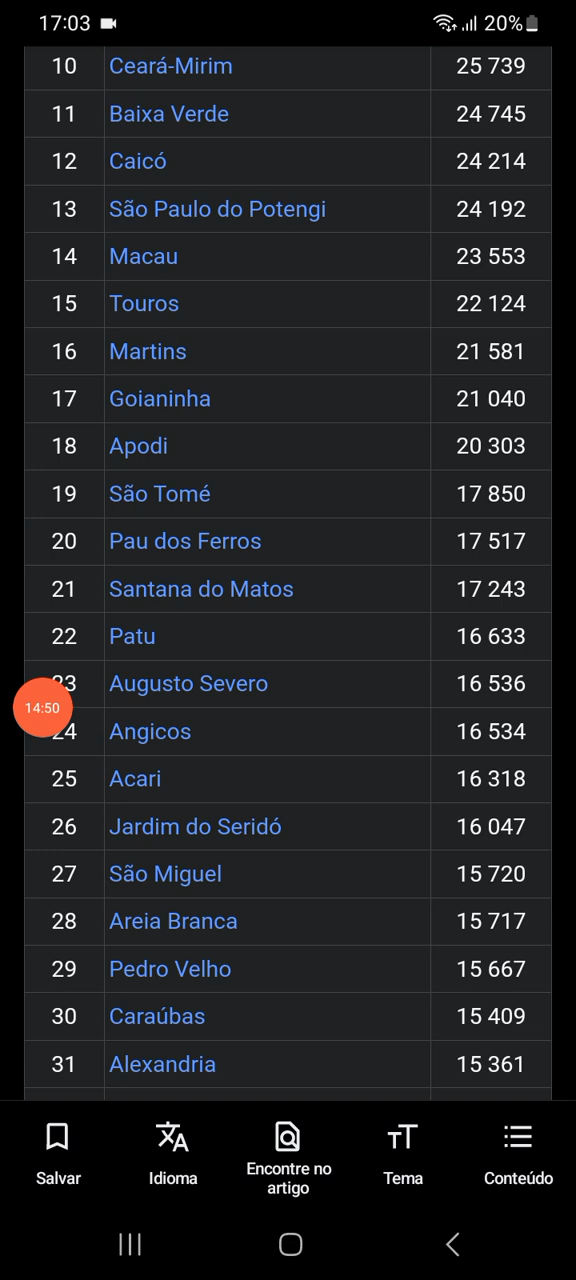 17:03 20%
10 Ceará-Mirim 25 739
11 Baixa Verde 24 745
12 Caicó 24 214
13 São Paulo do Potengi 24 192
14 Macau 23 553
15 Touros 22 124
16 Martins 21 581
17 Goianinha 21 040
18 Apodi 20 303
19 São Tomé 17 850
20 Pau dos Ferros 17 517
21 Santana do Matos 17 243
22 Patu 16 633
23 Augusto Severo 16 536
14:50
24 Angicos 16 534
25 Acari 16 318
26 Jardim do Seridó 16 047
27 São Miguel 15 720
28 Areia Branca 15 717
29 Pedro Velho 15 667
30 Caraúbas 15 409
31 Alexandria 15 361
Salvar Idioma Encontre no artigo Tema Conteúdo